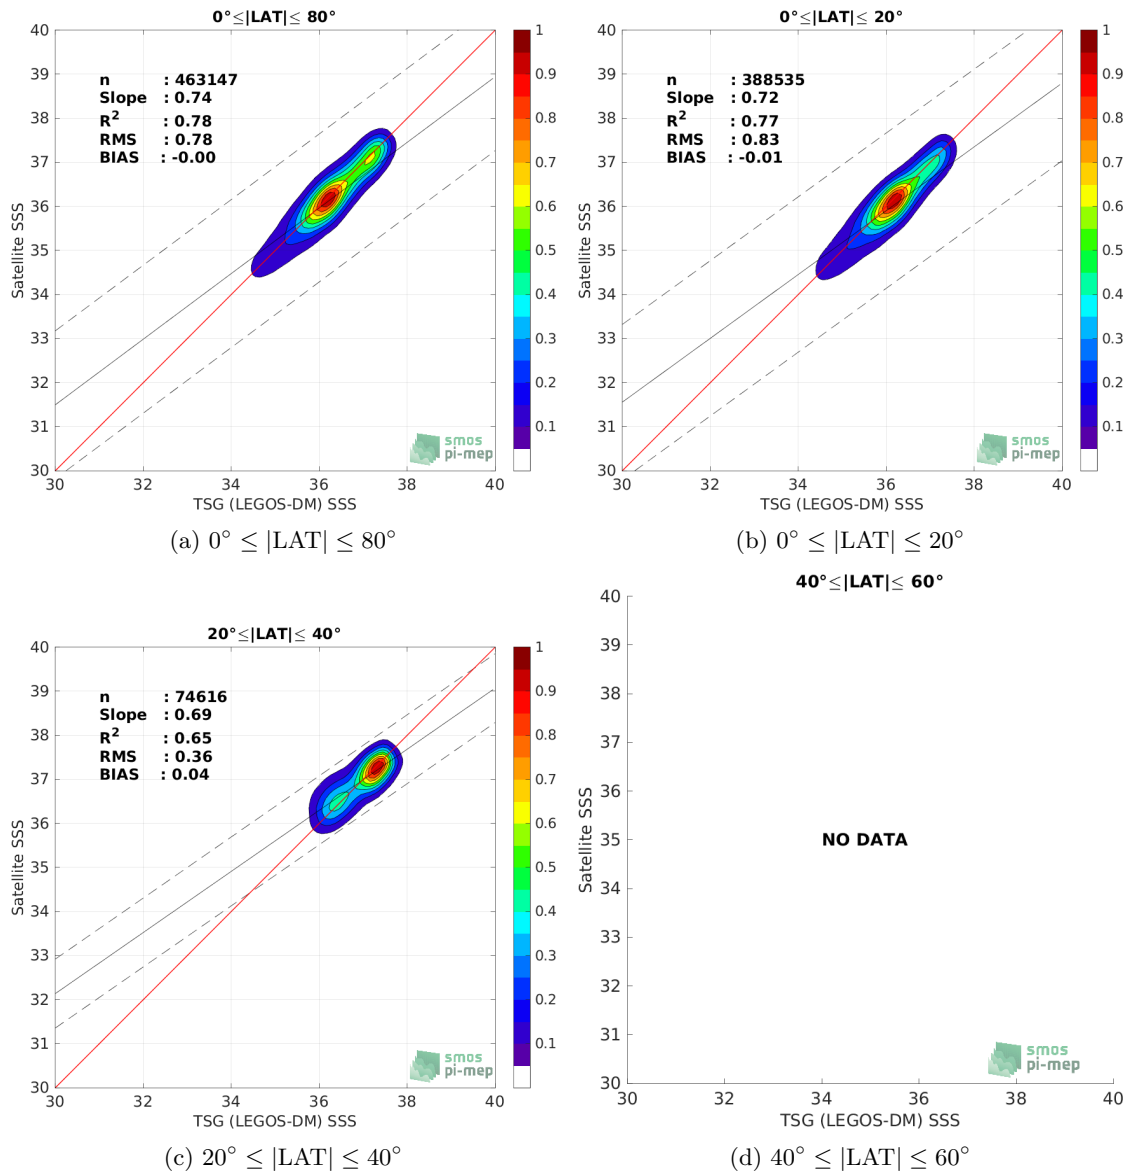 0°≤|LAT|≤ 80°
n : 463147
Slope : 0.74
R² : 0.78
RMS : 0.78
BIAS : -0.00
40
39
38
37
36
35
34
33
32
31
30
Satellite SSS
30 32 34 36 38 40
TSG (LEGOS-DM) SSS
1
0.9
0.8
0.7
0.6
0.5
0.4
0.3
0.2
0.1
smos
pi-mep
(a) 0° ≤ |LAT| ≤ 80°
0°≤|LAT|≤ 20°
n : 388535
Slope : 0.72
R² : 0.77
RMS : 0.83
BIAS : -0.01
40
39
38
37
36
35
34
33
32
31
30
Satellite SSS
30 32 34 36 38 40
TSG (LEGOS-DM) SSS
1
0.9
0.8
0.7
0.6
0.5
0.4
0.3
0.2
0.1
smos
pi-mep
(b) 0° ≤ |LAT| ≤ 20°
20°≤|LAT|≤ 40°
n : 74616
Slope : 0.69
R² : 0.65
RMS : 0.36
BIAS : 0.04
40
39
38
37
36
35
34
33
32
31
30
Satellite SSS
30 32 34 36 38 40
TSG (LEGOS-DM) SSS
1
0.9
0.8
0.7
0.6
0.5
0.4
0.3
0.2
0.1
smos
pi-mep
(c) 20° ≤ |LAT| ≤ 40°
40°≤|LAT|≤ 60°
40
39
38
37
36
35
34
33
32
31
30
Satellite SSS
NO DATA
30 32 34 36 38 40
TSG (LEGOS-DM) SSS
smos
pi-mep
(d) 40° ≤ |LAT| ≤ 60°